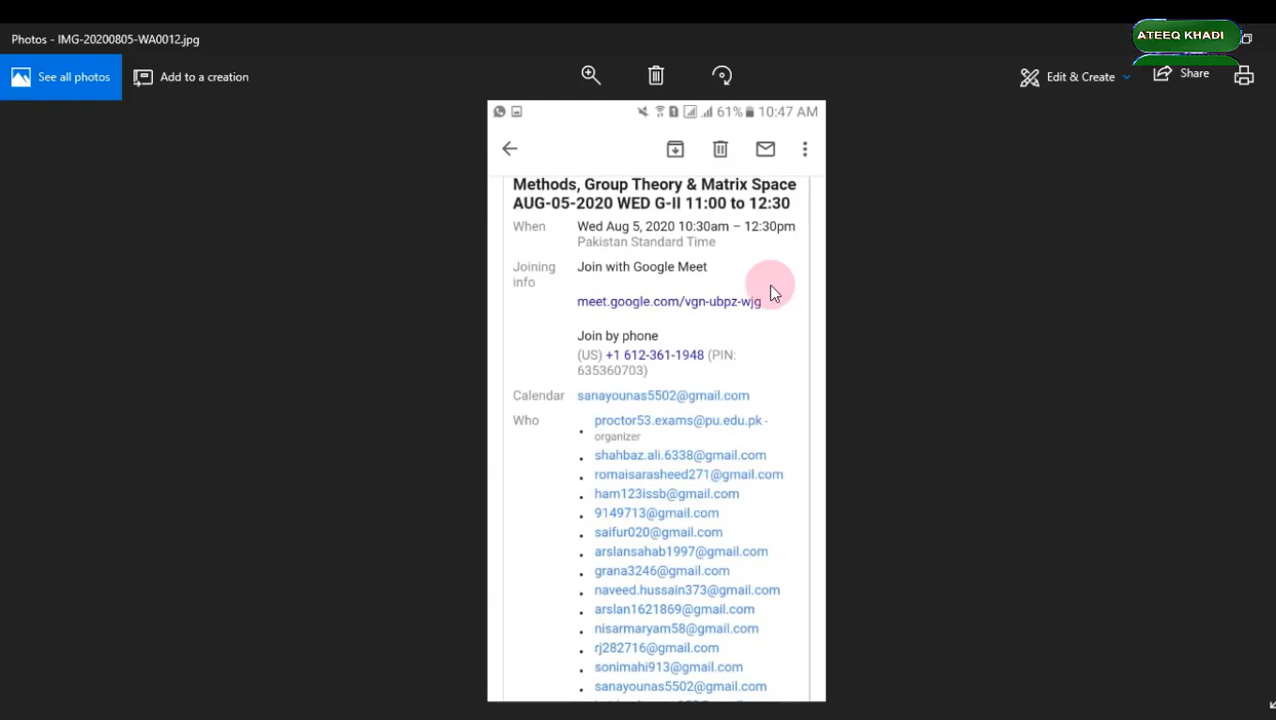 Photos - IMG-20200805-WA0012.jpg
ATEEQ KHADI
See all photos
Add to a creation
Edit & Create
Share
61% 10:47 AM
Methods, Group Theory & Matrix Space
AUG-05-2020 WED G-II 11:00 to 12:30
When Wed Aug 5, 2020 10:30am – 12:30pm
Pakistan Standard Time
Joining info
Join with Google Meet
meet.google.com/vgn-ubpz-wjg
Join by phone
(US) +1 612-361-1948 (PIN:
635360703)
Calendar sanayounas5502@gmail.com
Who
• proctor53.exams@pu.edu.pk -
organizer
• shahbaz.ali.6338@gmail.com
• romaisarasheed271@gmail.com
• ham123issb@gmail.com
• 9149713@gmail.com
• saifur020@gmail.com
• arslansahab1997@gmail.com
• grana3246@gmail.com
• naveed.hussain373@gmail.com
• arslan1621869@gmail.com
• nisarmaryam58@gmail.com
• rj282716@gmail.com
• sonimahi913@gmail.com
• sanayounas5502@gmail.com